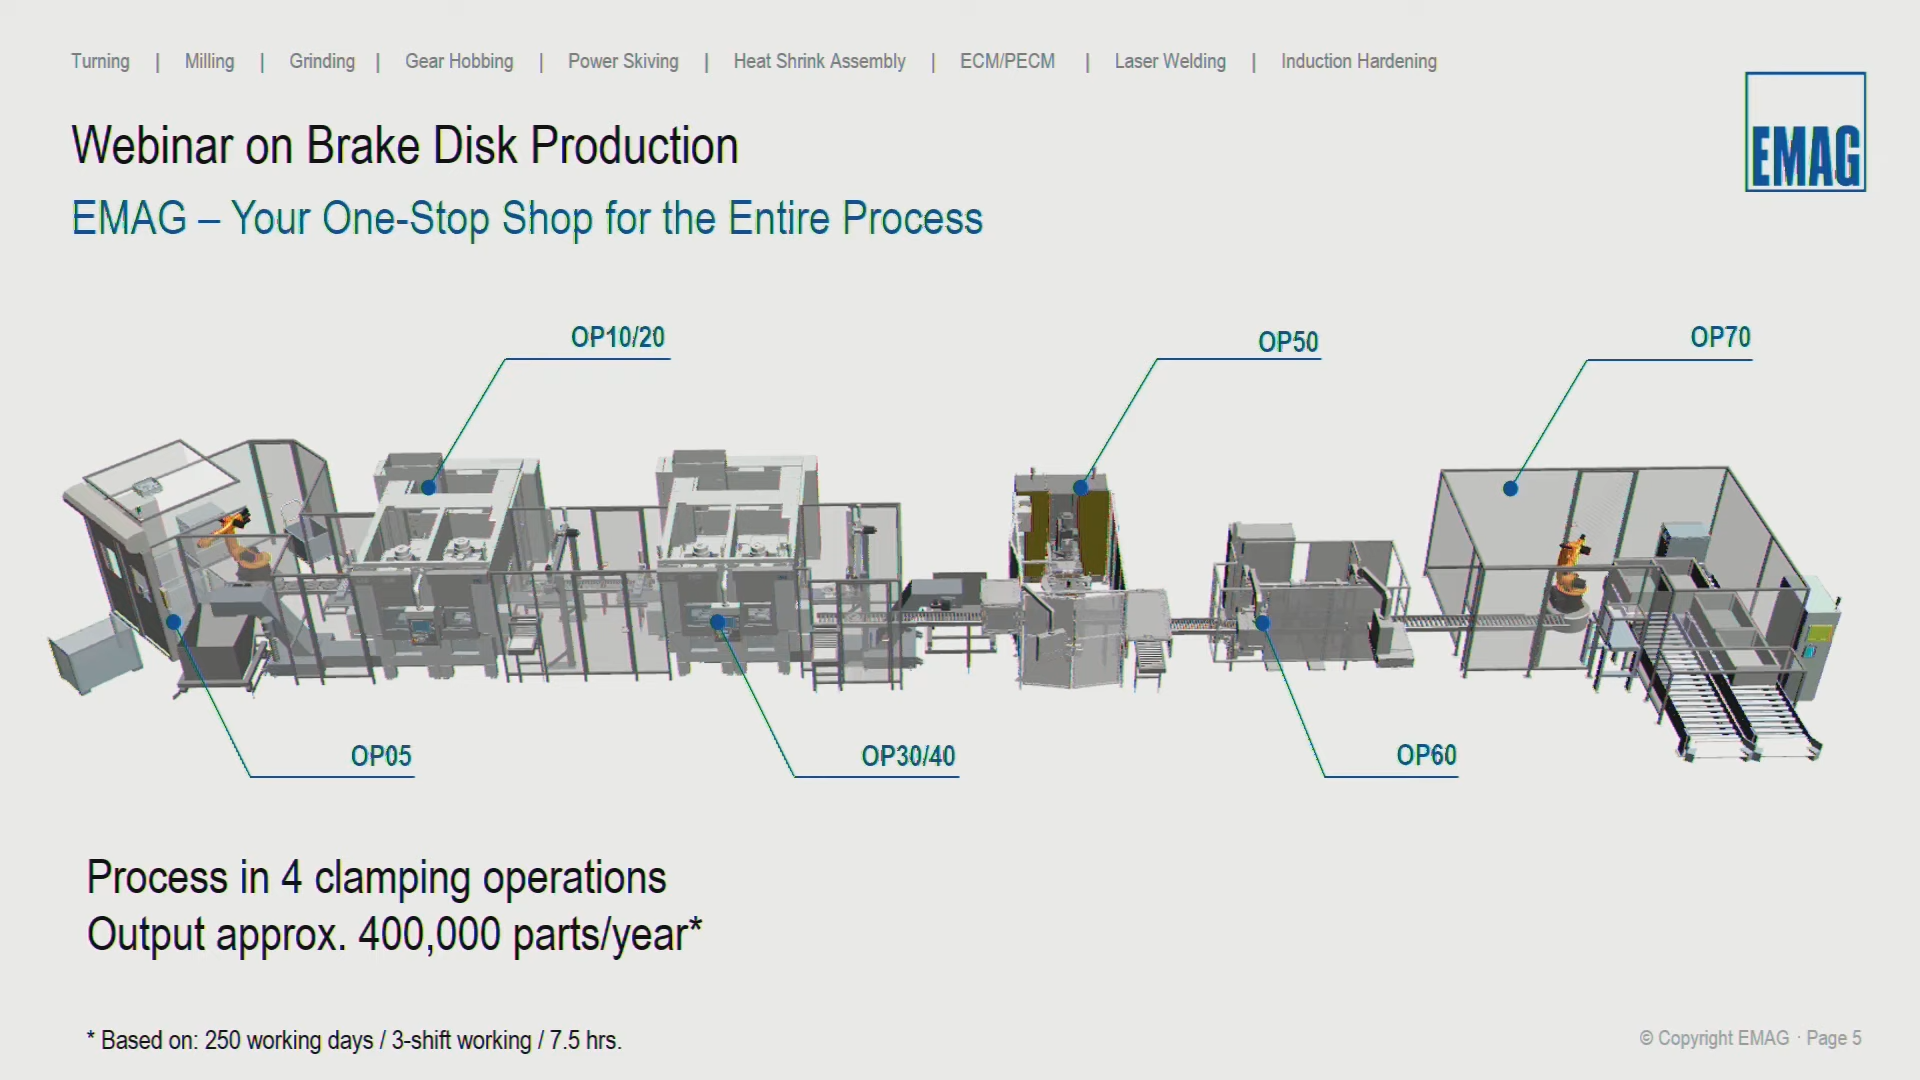 Turning | Milling | Grinding | Gear Hobbing | Power Skiving | Heat Shrink Assembly | ECM/PECM | Laser Welding | Induction Hardening
EMAG
Webinar on Brake Disk Production
EMAG – Your One-Stop Shop for the Entire Process
OP10/20
OP50
OP70
OP05
OP30/40
OP60
Process in 4 clamping operations
Output approx. 400,000 parts/year*
* Based on: 250 working days / 3-shift working / 7.5 hrs.
© Copyright EMAG · Page 5